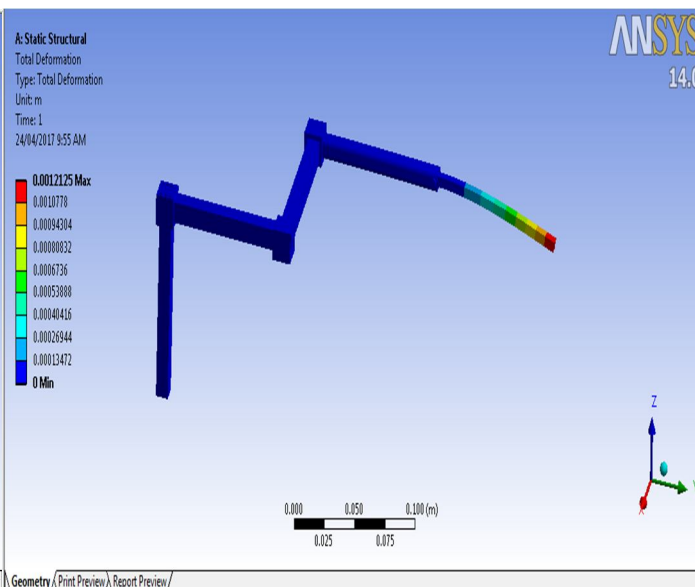 A: Static Structural
Total Deformation
Type: Total Deformation
Unit: m
Time: 1
24/04/2017 9:55 AM
0.0012125 Max
0.0010778
0.00094304
0.00080832
0.0006736
0.00053888
0.00040416
0.00026944
0.00013472
0 Min
ANSYS
14.0
Z
X
0.000 0.050 0.100 (m)
0.025 0.075
Geometry Print Preview Report Preview